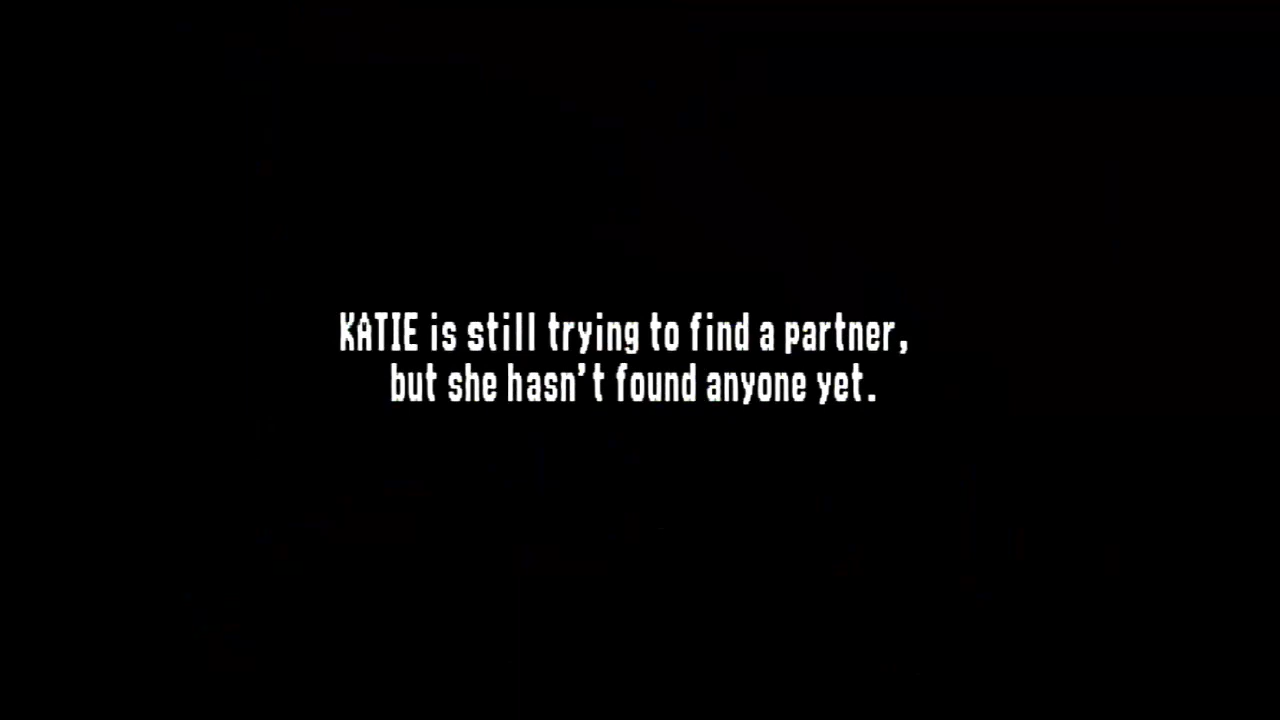 KATIE is still trying to find a partner,
but she hasn't found anyone yet.